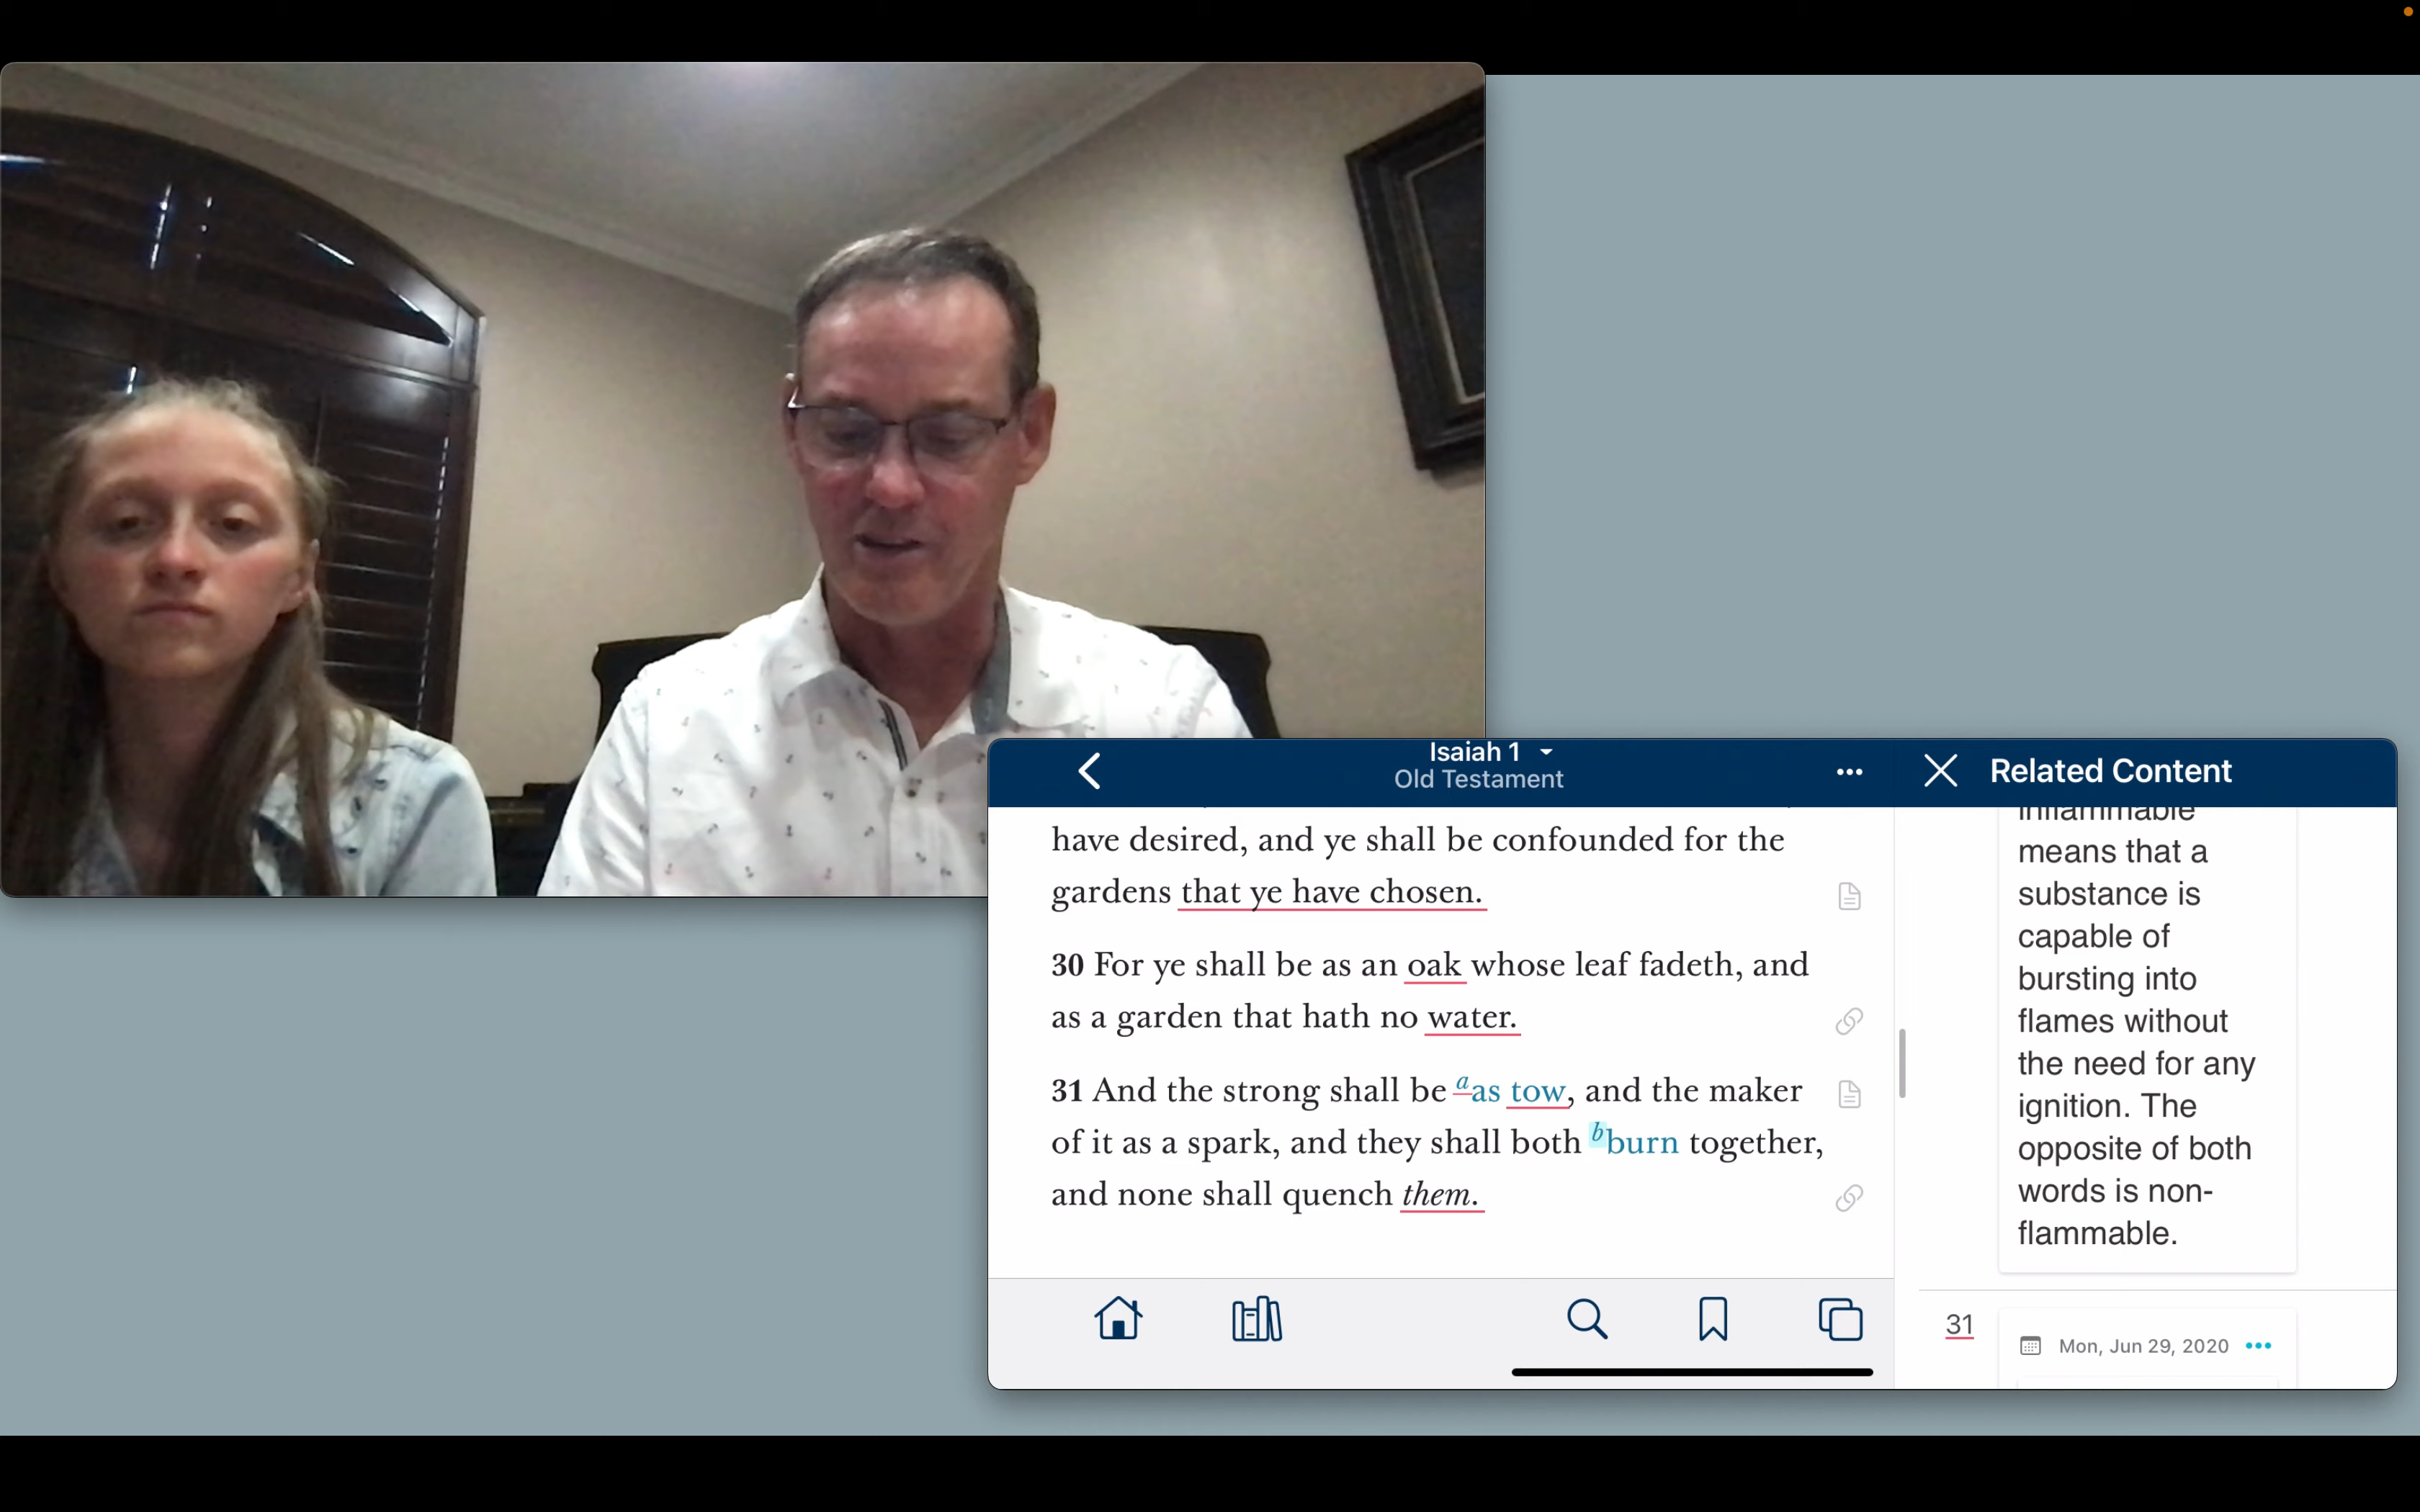 Isaiah 1
Old Testament
have desired, and ye shall be confounded for the
gardens that ye have chosen.
30 For ye shall be as an oak whose leaf fadeth, and
as a garden that hath no water.
31 And the strong shall be a as tow, and the maker
of it as a spark, and they shall both b burn together,
and none shall quench them.
Related Content
inflammable
means that a
substance is
capable of
bursting into
flames without
the need for any
ignition. The
opposite of both
words is non-
flammable.
31
Mon, Jun 29, 2020